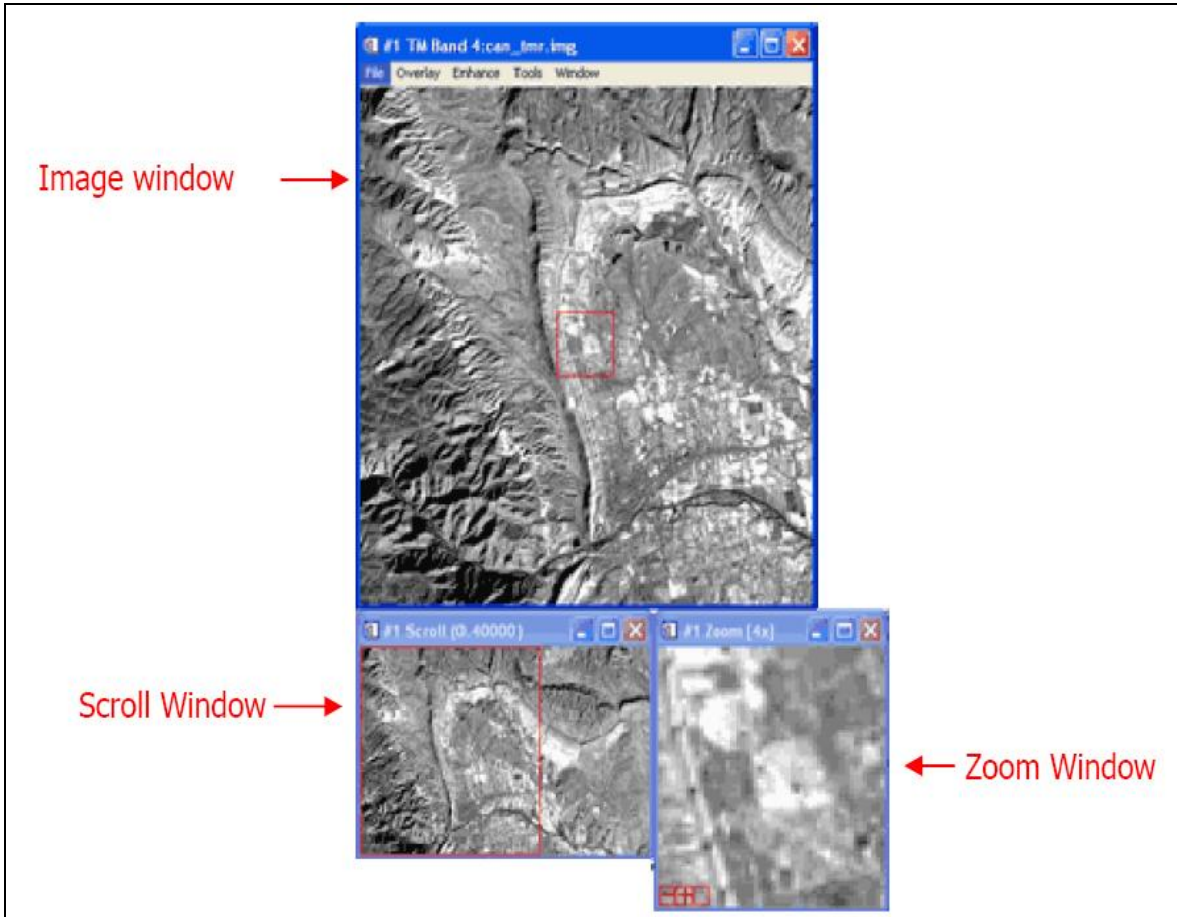 #1 TM Band 4:can_tmr.img
File Overlay Enhance Tools Window
Image window
#1 Scroll (0.40000)
#1 Zoom [4x]
Scroll Window
Zoom Window